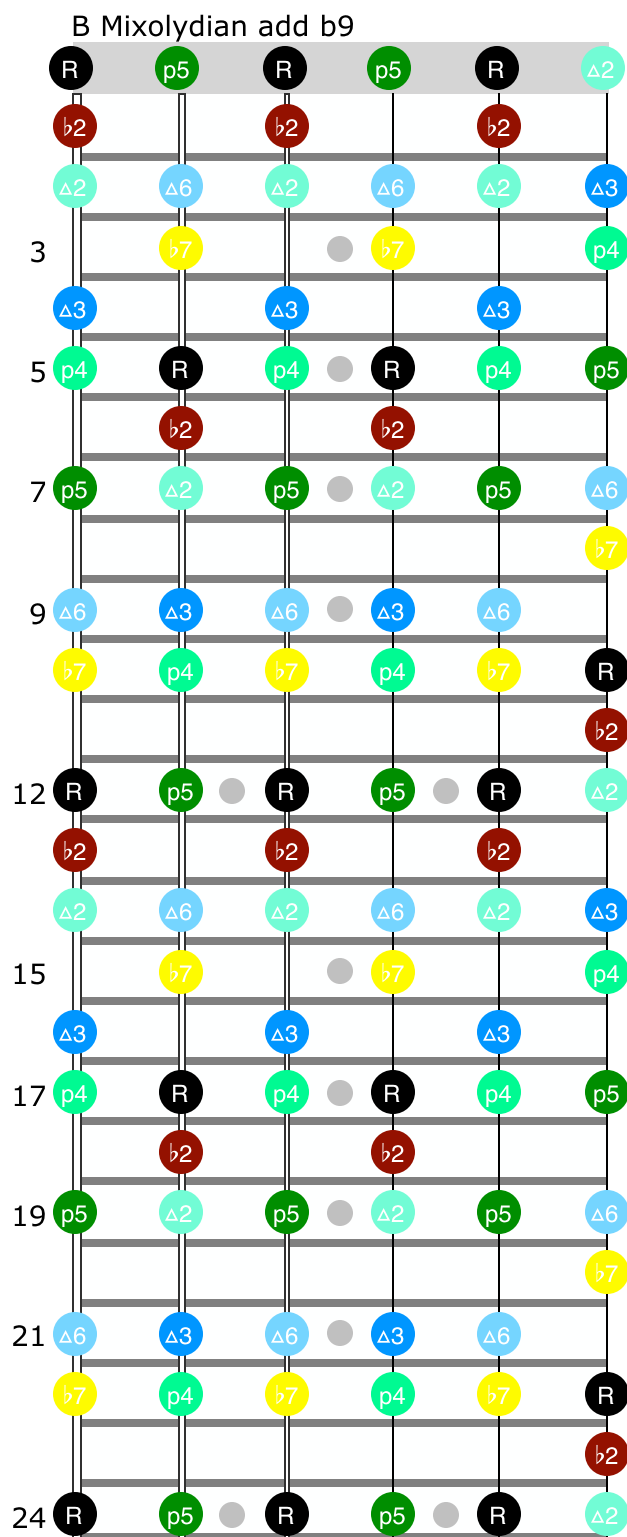 B Mixolydian add b9
R p5 R p5 R △2
♭2 ♭2 ♭2
△2 △6 △2 △6 △2 △3
3 ♭7 ♭7 p4
△3 △3 △3
5 p4 R p4 R p4 p5
♭2 ♭2
7 p5 △2 p5 △2 p5 △6
♭7
9 △6 △3 △6 △3 △6
♭7 p4 ♭7 p4 ♭7 R
♭2
12 R p5 R p5 R △2
♭2 ♭2 ♭2
△2 △6 △2 △6 △2 △3
15 ♭7 ♭7 p4
△3 △3 △3
17 p4 R p4 R p4 p5
♭2 ♭2
19 p5 △2 p5 △2 p5 △6
♭7
21 △6 △3 △6 △3 △6
♭7 p4 ♭7 p4 ♭7 R
♭2
24 R p5 R p5 R △2